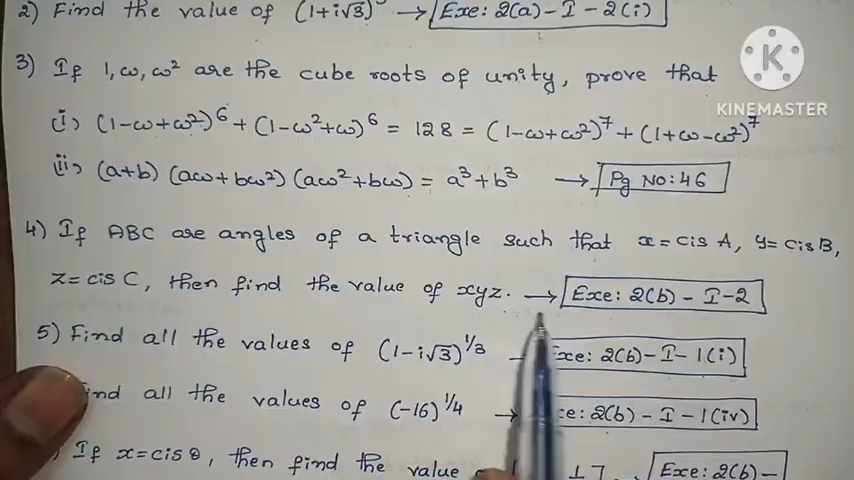 2) Find the value of (1+i√3)³ → Exe: 2(a)-I-2(i)
K
KINEMASTER
3) If 1, ω, ω² are the cube roots of unity, prove that
(i) (1-ω+ω²)⁶ + (1-ω²+ω)⁶ = 128 = (1-ω+ω²)⁷ + (1+ω-ω²)⁷
(ii) (a+b) (aω+bω²) (aω²+bω) = a³+b³ → Pg No: 46
4) If ABC are angles of a triangle such that x = cis A, y = cis B,
z = cis C, then find the value of xyz. → Exe: 2(b)-I-2
5) Find all the values of (1-i√3)^1/3 → Exe: 2(b)-I-1(i)
ind all the values of (-16)^1/4 → Exe: 2(b)-I-1(iv)
If x = cis θ, then find the value Exe: 2(b)-